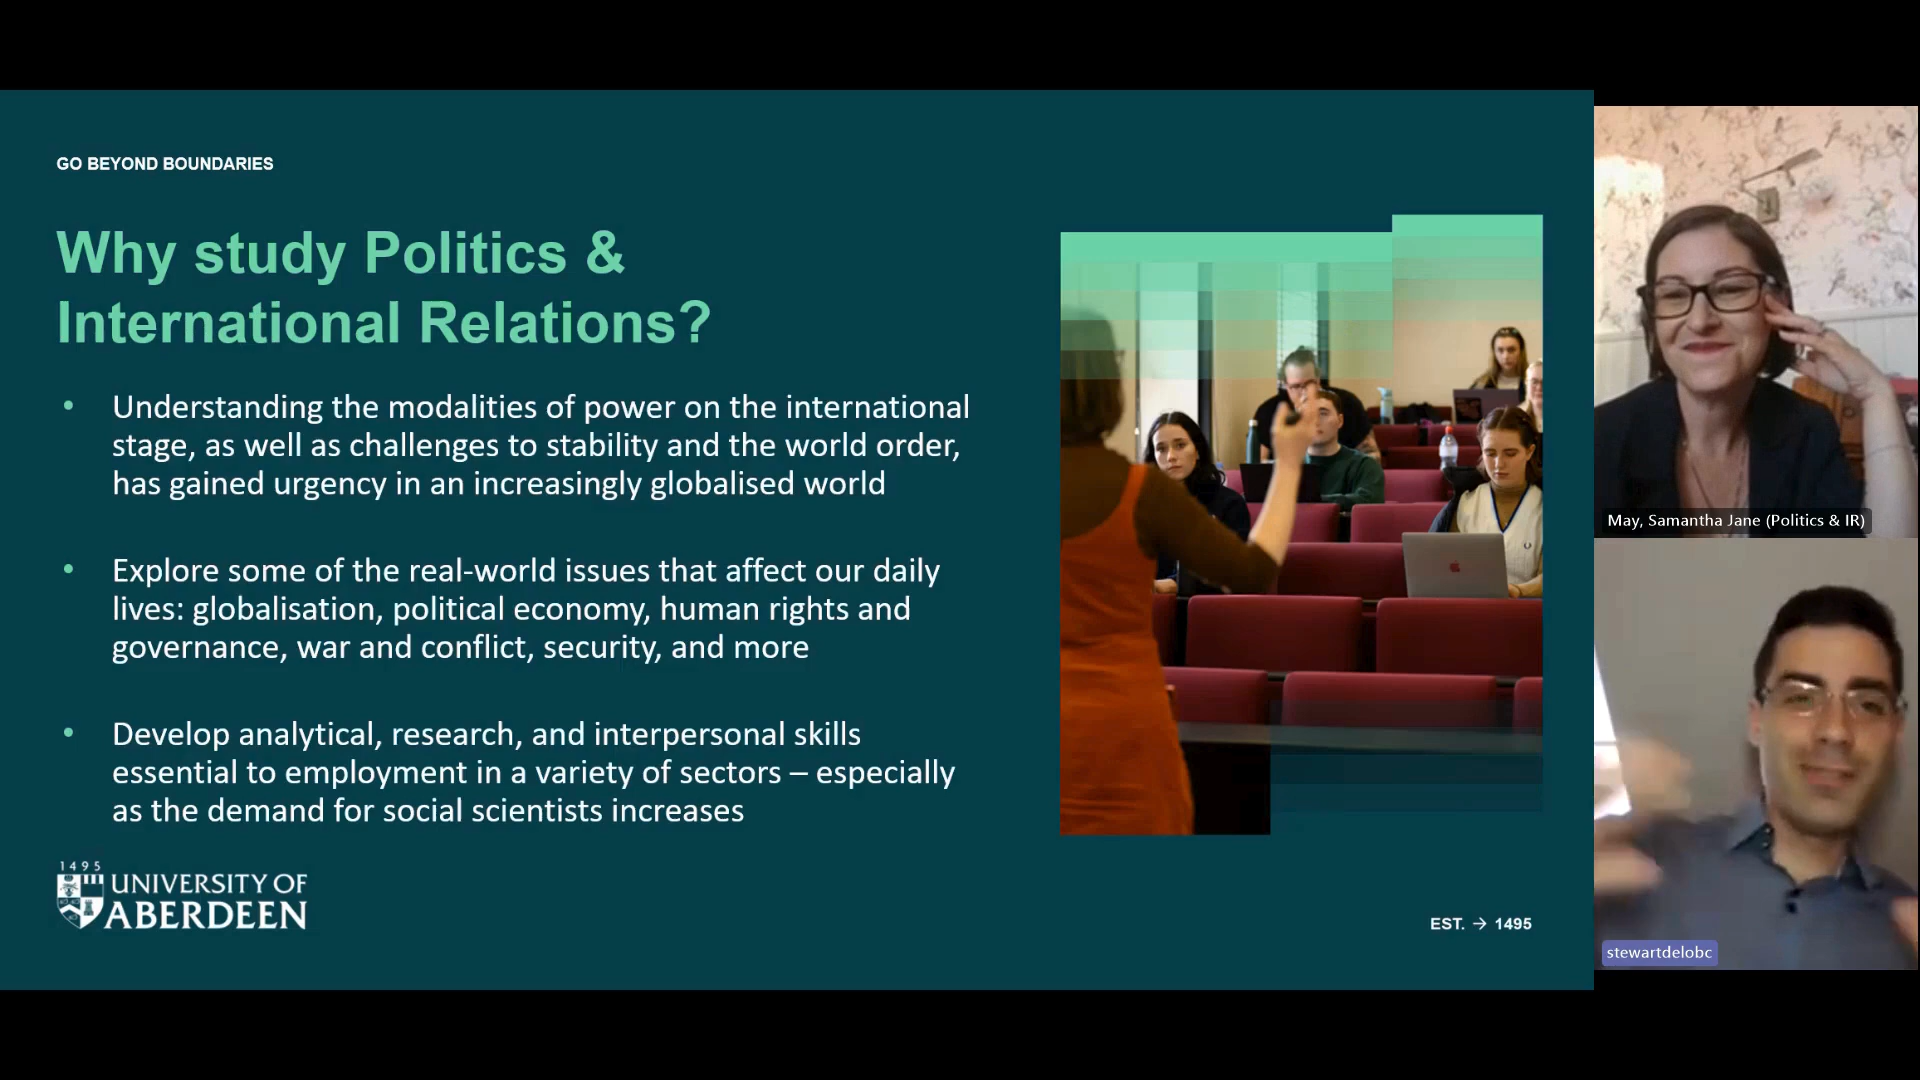 GO BEYOND BOUNDARIES
Why study Politics &
International Relations?
• Understanding the modalities of power on the international
stage, as well as challenges to stability and the world order,
has gained urgency in an increasingly globalised world
• Explore some of the real-world issues that affect our daily
lives: globalisation, political economy, human rights and
governance, war and conflict, security, and more
• Develop analytical, research, and interpersonal skills
essential to employment in a variety of sectors – especially
as the demand for social scientists increases
1495
UNIVERSITY OF
ABERDEEN
EST. → 1495
May, Samantha Jane (Politics & IR)
stewartdelobc